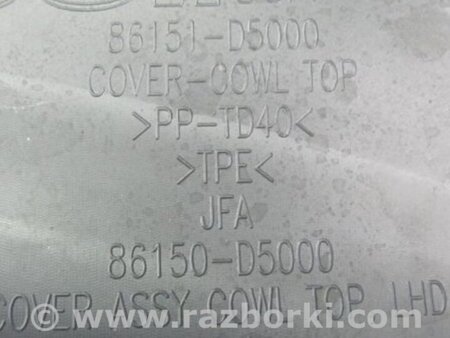 86151-D5000
COVER-COWL TOP
>PP-TD40<
>TPE<
JFA
86150-D5000
COVER ASSY COWL TOP LHD
www.razborki.com